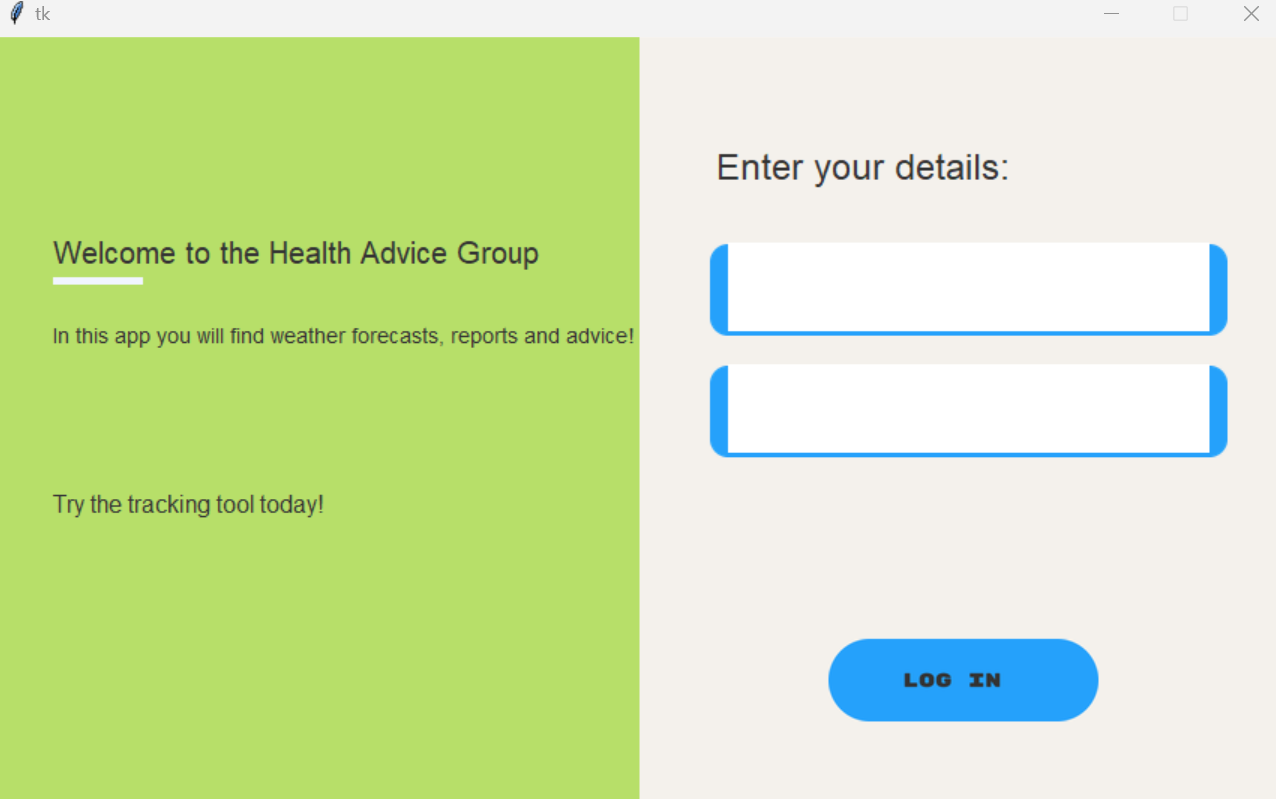 tk
Welcome to the Health Advice Group
In this app you will find weather forecasts, reports and advice!
Try the tracking tool today!
Enter your details:
LOG IN